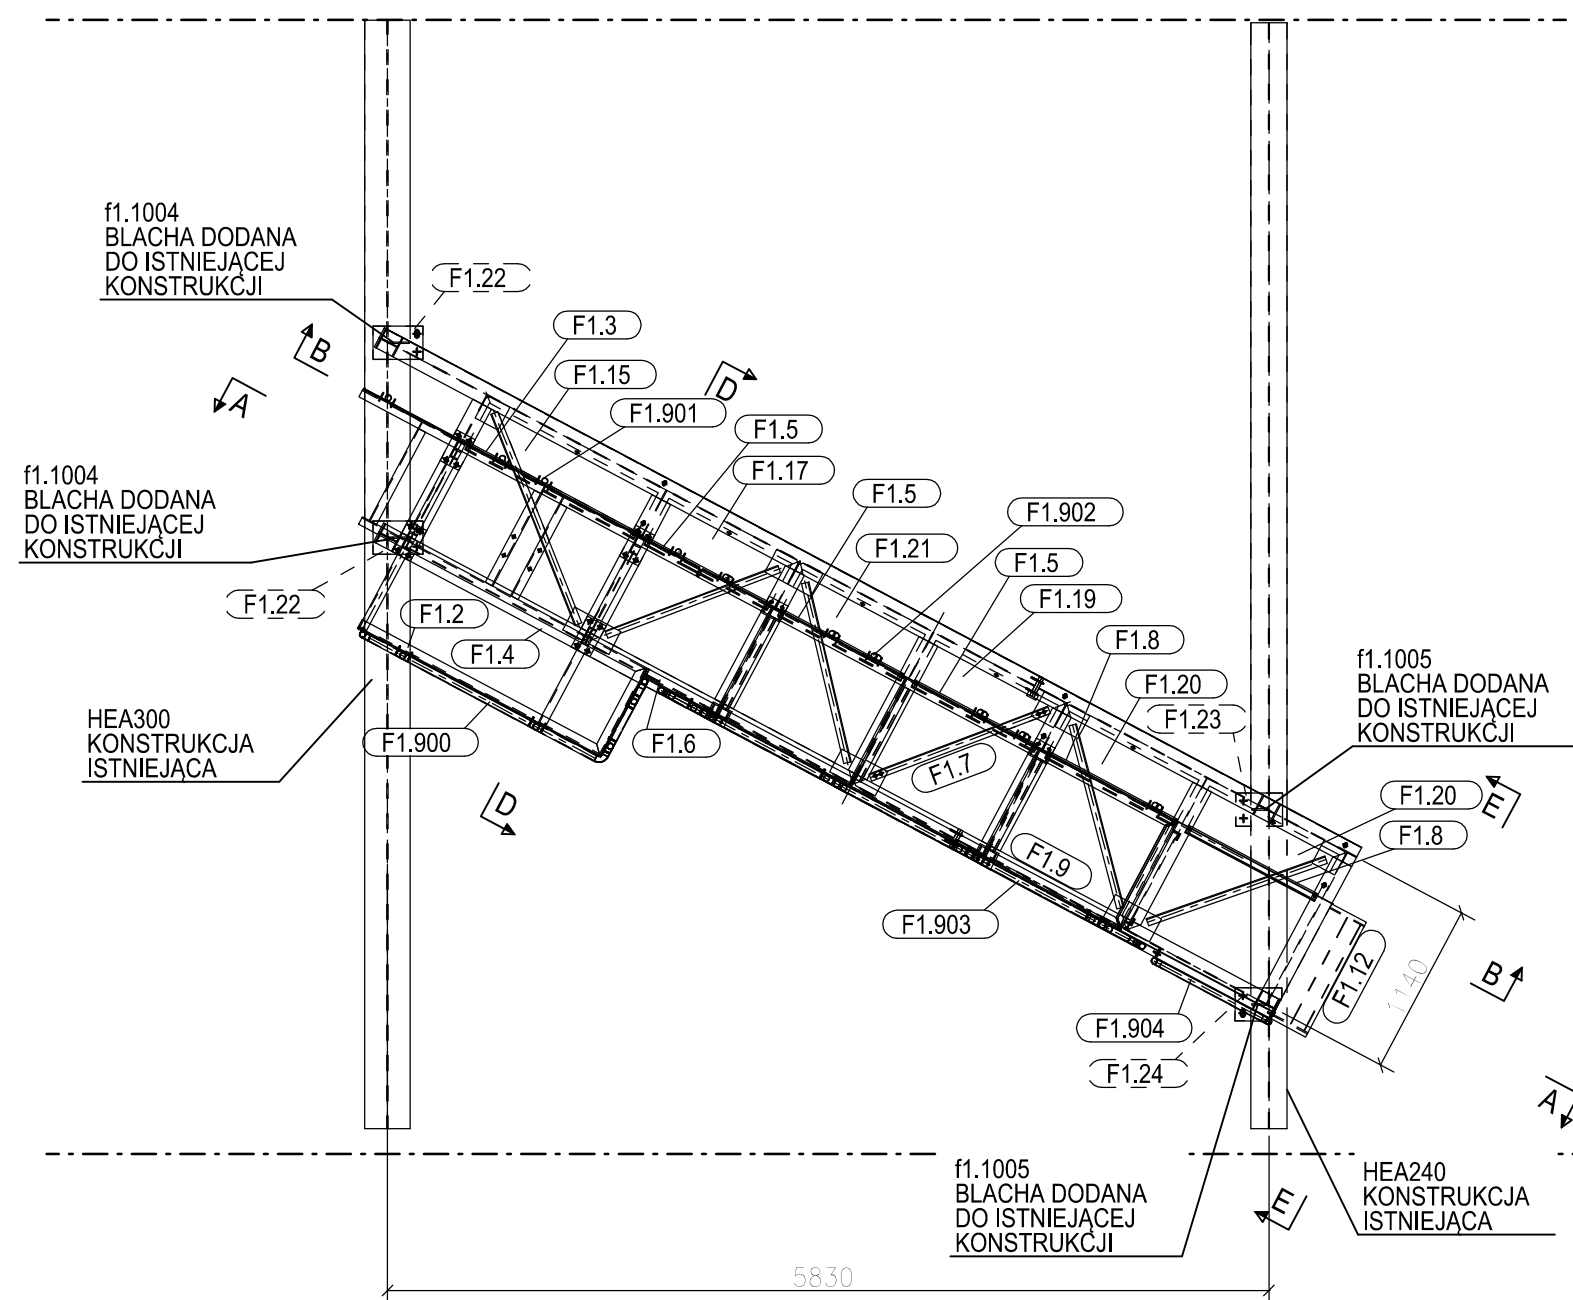 f1.1004
BLACHA DODANA
DO ISTNIEJĄCEJ
KONSTRUKCJI
F1.22
B
A
F1.3
F1.15
D
F1.901
F1.5
F1.17
f1.1004
BLACHA DODANA
DO ISTNIEJĄCEJ
KONSTRUKCJI
F1.5
F1.902
F1.21
F1.5
F1.22
F1.19
F1.2
F1.4
F1.8
F1.20
f1.1005
BLACHA DODANA
DO ISTNIEJĄCEJ
KONSTRUKCJI
F1.23
HEA300
KONSTRUKCJA
ISTNIEJĄCA
F1.900
F1.6
F1.7
D
E
F1.20
F1.8
F1.9
F1.903
F1.12
1140
B
F1.904
F1.24
A
f1.1005
BLACHA DODANA
DO ISTNIEJĄCEJ
KONSTRUKCJI
E
HEA240
KONSTRUKCJA
ISTNIEJĄCA
5830